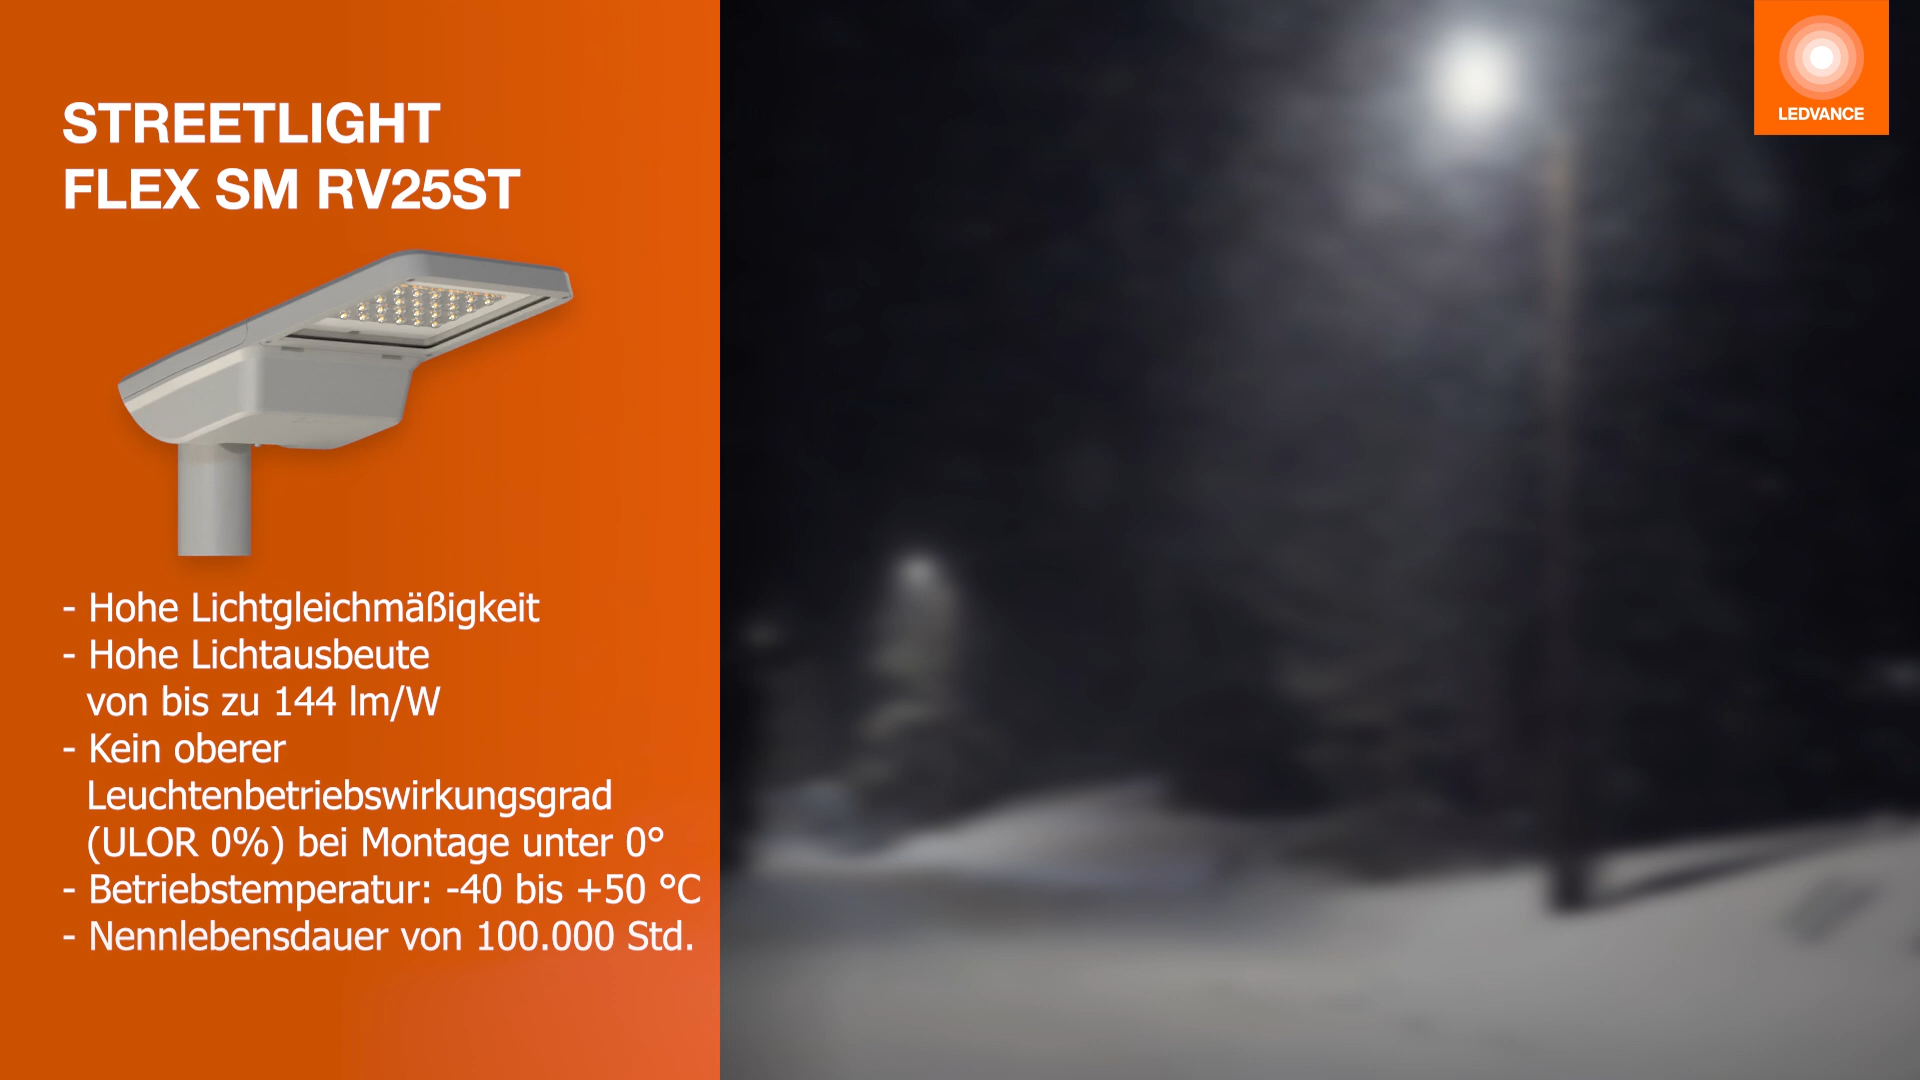 STREETLIGHT
FLEX SM RV25ST
- Hohe Lichtgleichmäßigkeit
- Hohe Lichtausbeute
von bis zu 144 lm/W
- Kein oberer
Leuchtenbetriebswirkungsgrad
(ULOR 0%) bei Montage unter 0°
- Betriebstemperatur: -40 bis +50 °C
- Nennlebensdauer von 100.000 Std.
LEDVANCE